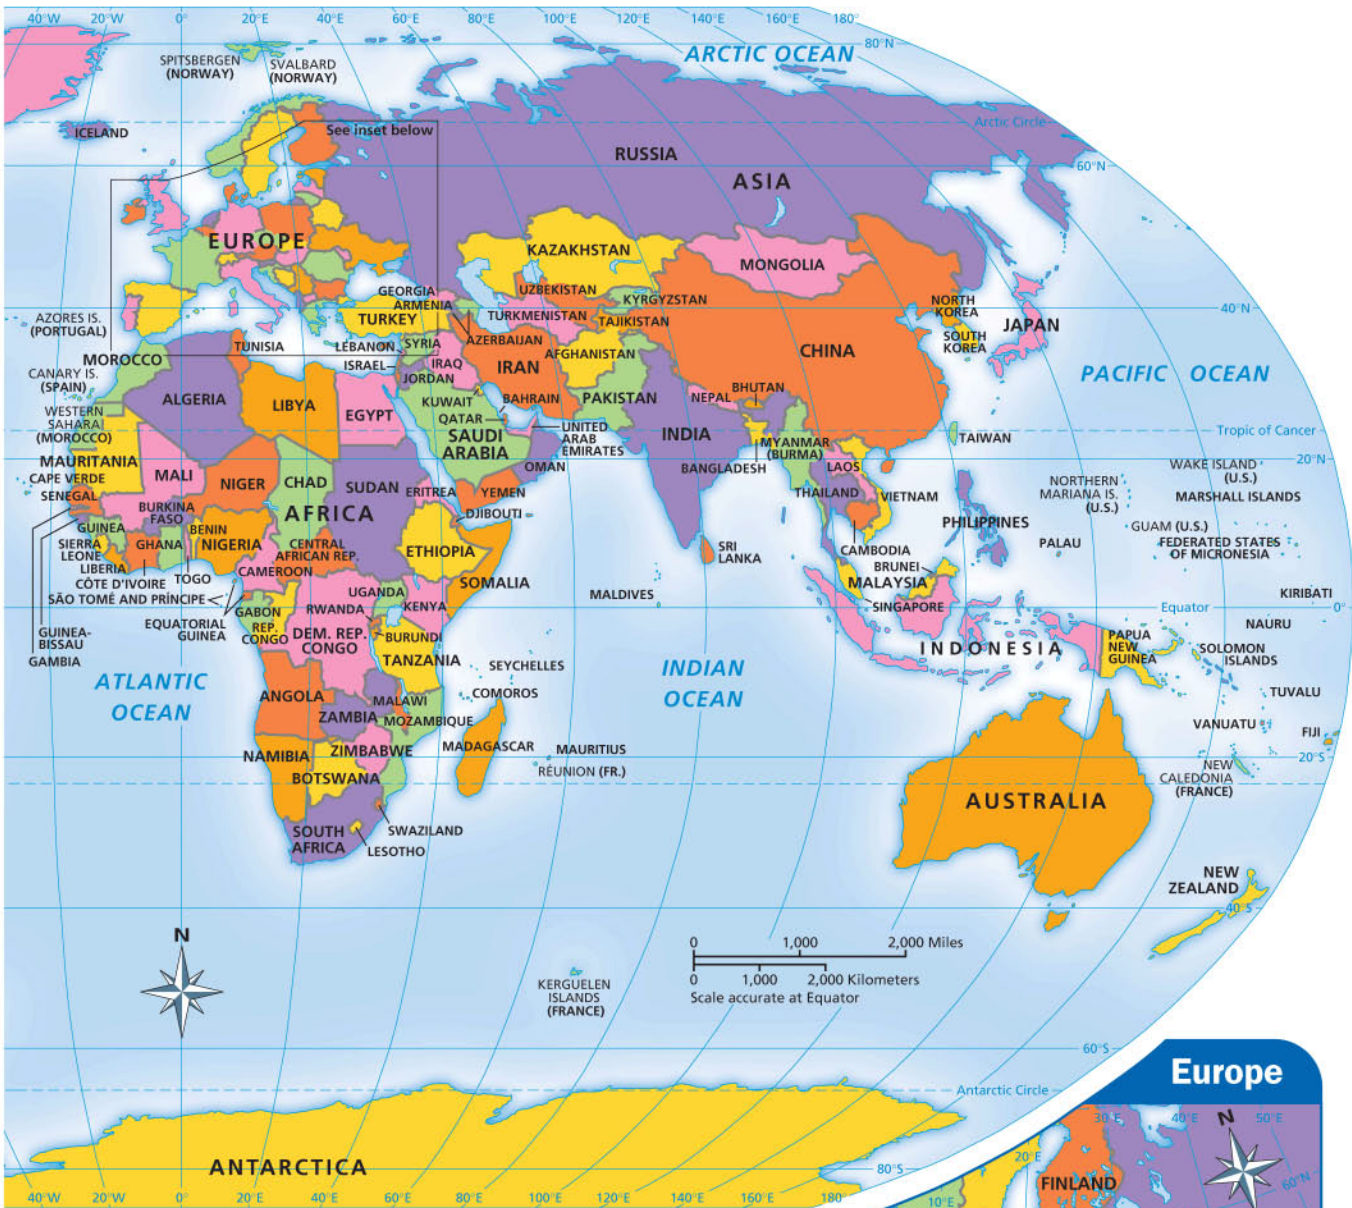 40°W
20°W
0°
20°E
40°E
60°E
80°E
100°E
120°E
140°E
160°E
180°
80°N
ARCTIC OCEAN
SPITSBERGEN
(NORWAY)
SVALBARD
(NORWAY)
ICELAND
See inset below
Arctic Circle
60°N
RUSSIA
ASIA
EUROPE
KAZAKHSTAN
MONGOLIA
GEORGIA
ARMENIA
TURKEY
UZBEKISTAN
TURKMENISTAN
KYRGYZSTAN
TAJIKISTAN
NORTH
KOREA
SOUTH
KOREA
JAPAN
40°N
AZORES IS.
(PORTUGAL)
MOROCCO
TUNISIA
LEBANON
SYRIA
ISRAEL
IRAQ
JORDAN
AZERBAIJAN
AFGHANISTAN
IRAN
CHINA
PACIFIC OCEAN
CANARY IS.
(SPAIN)
ALGERIA
LIBYA
EGYPT
KUWAIT
BAHRAIN
QATAR
SAUDI
ARABIA
UNITED
ARAB
EMIRATES
OMAN
PAKISTAN
NEPAL
BHUTAN
INDIA
BANGLADESH
MYANMAR
(BURMA)
LAOS
TAIWAN
Tropic of Cancer
20°N
WESTERN
SAHARA
(MOROCCO)
MAURITANIA
CAPE VERDE
SENEGAL
MALI
NIGER
CHAD
SUDAN
ERITREA
YEMEN
DJIBOUTI
THAILAND
VIETNAM
PHILIPPINES
NORTHERN
MARIANA IS.
(U.S.)
WAKE ISLAND
(U.S.)
MARSHALL ISLANDS
GUAM (U.S.)
PALAU
FEDERATED STATES
OF MICRONESIA
AFRICA
BURKINA
FASO
GUINEA
BENIN
NIGERIA
SIERRA
LEONE
GHANA
LIBERIA
CENTRAL
AFRICAN REP.
CAMEROON
ETHIOPIA
SOMALIA
SRI
LANKA
CAMBODIA
BRUNEI
MALAYSIA
SINGAPORE
MALDIVES
CÔTE D'IVOIRE
TOGO
SÃO TOMÉ AND PRÍNCIPE
EQUATORIAL
GUINEA
GABON
REP.
CONGO
DEM. REP.
CONGO
UGANDA
RWANDA
KENYA
BURUNDI
TANZANIA
GUINEA-
BISSAU
GAMBIA
Equator
KIRIBATI
0°
NAURU
INDONESIA
PAPUA
NEW
GUINEA
SOLOMON
ISLANDS
ATLANTIC
OCEAN
SEYCHELLES
COMOROS
INDIAN
OCEAN
TUVALU
ANGOLA
ZAMBIA
MALAWI
MOZAMBIQUE
VANUATU
FIJI
NAMIBIA
ZIMBABWE
BOTSWANA
MADAGASCAR
MAURITIUS
RÉUNION (FR.)
20°S
NEW
CALEDONIA
(FRANCE)
AUSTRALIA
SOUTH
AFRICA
SWAZILAND
LESOTHO
NEW
ZEALAND
40°S
N
0
1,000
2,000 Miles
0
1,000
2,000 Kilometers
Scale accurate at Equator
KERGUELEN
ISLANDS
(FRANCE)
60°S
Antarctic Circle
ANTARCTICA
80°S
40°W
20°W
0°
20°E
40°E
60°E
80°E
100°E
120°E
140°E
160°E
180°
Europe
30°E
40°E
N
50°E
20°E
60°N
FINLAND
10°E